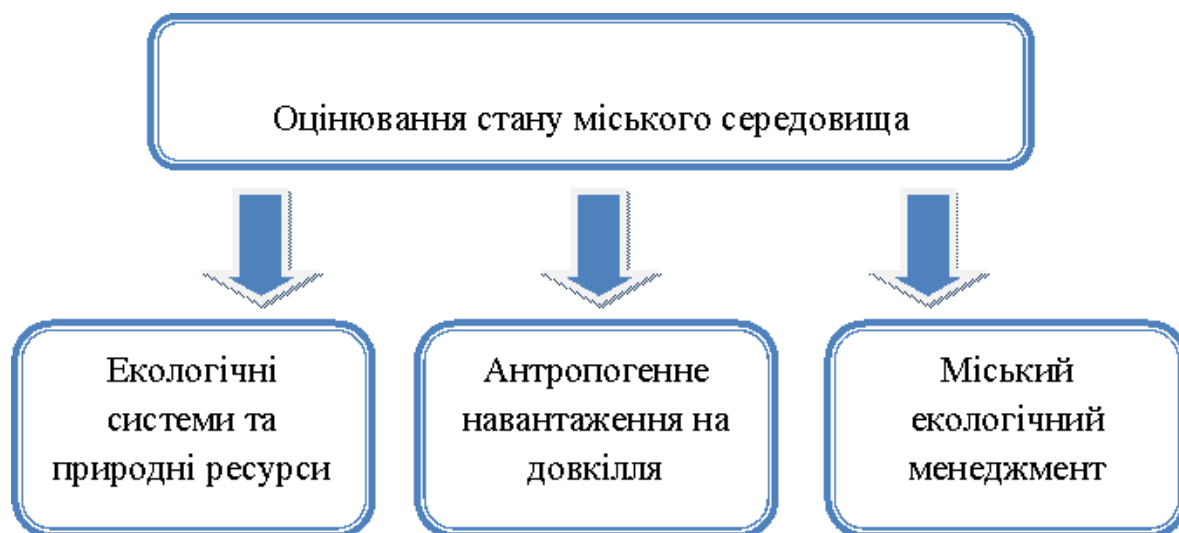 Оцінювання стану міського середовища
Екологічні
системи та
природні ресурси
Антропогенне
навантаження на
довкілля
Міський
екологічний
менеджмент